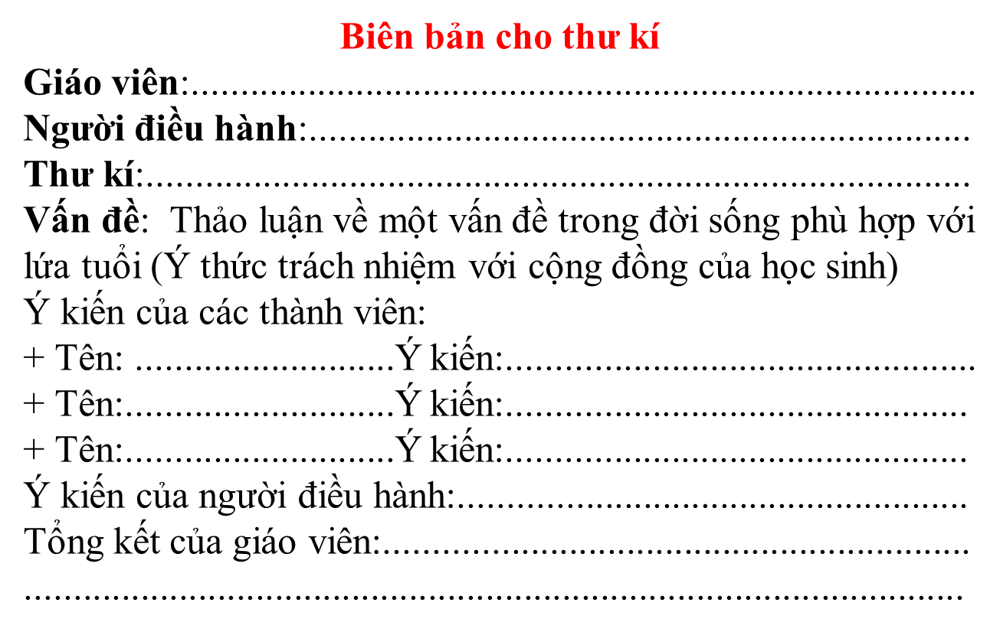 Biên bản cho thư kí
Giáo viên:................................................................................
Người điều hành:....................................................................
Thư kí:.....................................................................................
Vấn đề:  Thảo luận về một vấn đề trong đời sống phù hợp với
lứa tuổi (Ý thức trách nhiệm với cộng đồng của học sinh)
Ý kiến của các thành viên:
+ Tên: ..........................Ý kiến:................................................
+ Tên:...........................Ý kiến:...............................................
+ Tên:...........................Ý kiến:...............................................
Ý kiến của người điều hành:....................................................
Tổng kết của giáo viên:............................................................
................................................................................................